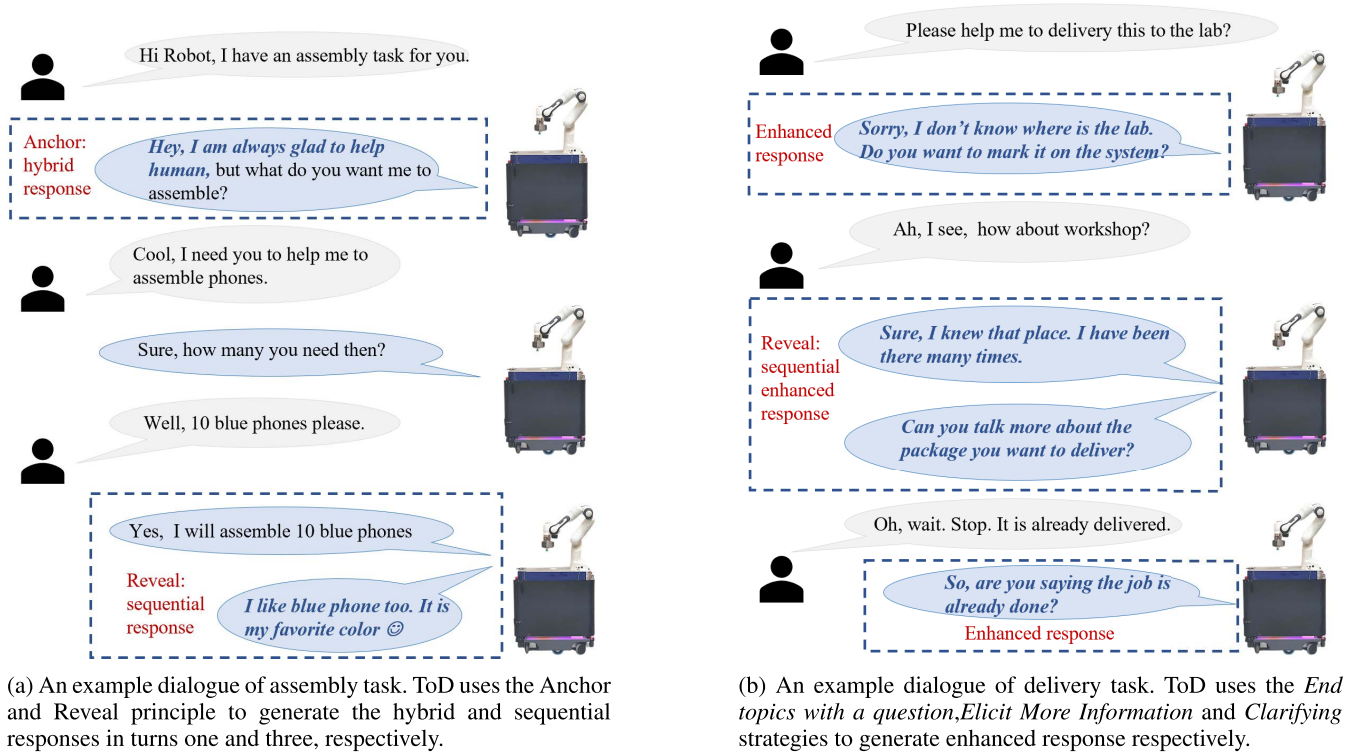 Hi Robot, I have an assembly task for you.
Anchor:
hybrid
response
Hey, I am always glad to help
human, but what do you want me to
assemble?
Cool, I need you to help me to
assemble phones.
Sure, how many you need then?
Well, 10 blue phones please.
Yes, I will assemble 10 blue phones
Reveal:
sequential
response
I like blue phone too. It is
my favorite color ☺
(a) An example dialogue of assembly task. ToD uses the Anchor
and Reveal principle to generate the hybrid and sequential
responses in turns one and three, respectively.
Please help me to delivery this to the lab?
Enhanced
response
Sorry, I don't know where is the lab.
Do you want to mark it on the system?
Ah, I see, how about workshop?
Reveal:
sequential
enhanced
response
Sure, I knew that place. I have been
there many times.
Can you talk more about the
package you want to deliver?
Oh, wait. Stop. It is already delivered.
So, are you saying the job is
already done?
Enhanced response
(b) An example dialogue of delivery task. ToD uses the End
topics with a question,Elicit More Information and Clarifying
strategies to generate enhanced response respectively.